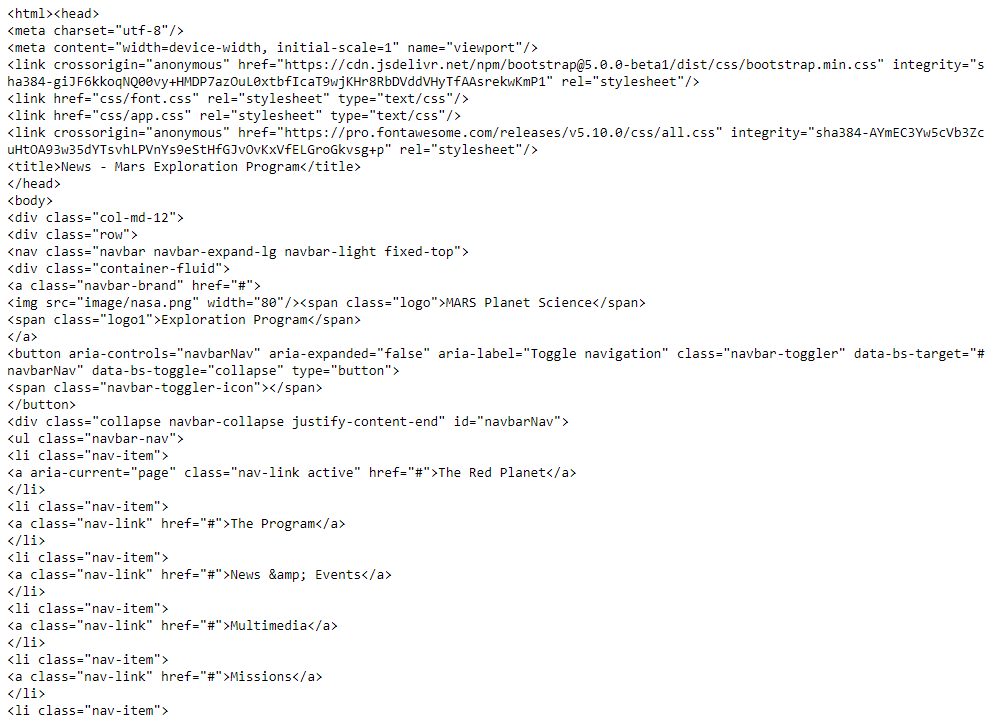 <html><head>
<meta charset="utf-8"/>
<meta content="width=device-width, initial-scale=1" name="viewport"/>
<link crossorigin="anonymous" href="https://cdn.jsdelivr.net/npm/bootstrap@5.0.0-beta1/dist/css/bootstrap.min.css" integrity="s
ha384-giJF6kkoqNQ00vy+HMDP7azOuL0xtbfIcaT9wjKHr8RbDVddVHyTfAAsrekwKmP1" rel="stylesheet"/>
<link href="css/font.css" rel="stylesheet" type="text/css"/>
<link href="css/app.css" rel="stylesheet" type="text/css"/>
<link crossorigin="anonymous" href="https://pro.fontawesome.com/releases/v5.10.0/css/all.css" integrity="sha384-AYmEC3Yw5cVb3Zc
uHtOA93w35dYTsvhLPVnYs9eStHfGJvOvKxVfELGroGkvsg+p" rel="stylesheet"/>
<title>News - Mars Exploration Program</title>
</head>
<body>
<div class="col-md-12">
<div class="row">
<nav class="navbar navbar-expand-lg navbar-light fixed-top">
<div class="container-fluid">
<a class="navbar-brand" href="#">
<img src="image/nasa.png" width="80"/><span class="logo">MARS Planet Science</span>
<span class="logo1">Exploration Program</span>
</a>
<button aria-controls="navbarNav" aria-expanded="false" aria-label="Toggle navigation" class="navbar-toggler" data-bs-target="#
navbarNav" data-bs-toggle="collapse" type="button">
<span class="navbar-toggler-icon"></span>
</button>
<div class="collapse navbar-collapse justify-content-end" id="navbarNav">
<ul class="navbar-nav">
<li class="nav-item">
<a aria-current="page" class="nav-link active" href="#">The Red Planet</a>
</li>
<li class="nav-item">
<a class="nav-link" href="#">The Program</a>
</li>
<li class="nav-item">
<a class="nav-link" href="#">News &amp; Events</a>
</li>
<li class="nav-item">
<a class="nav-link" href="#">Multimedia</a>
</li>
<li class="nav-item">
<a class="nav-link" href="#">Missions</a>
</li>
<li class="nav-item">